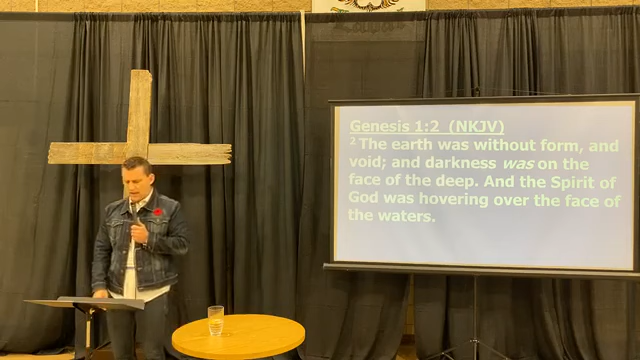 Genesis 1:2 (NKJV)
2 The earth was without form, and
void; and darkness was on the
face of the deep. And the Spirit of
God was hovering over the face of
the waters.